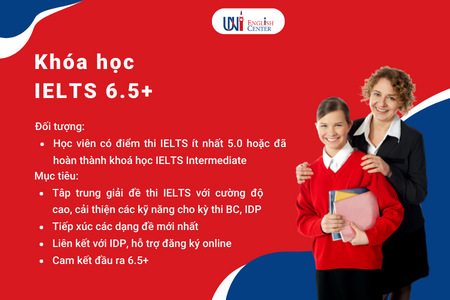 UNI ENGLISH
CENTER
Khóa học
IELTS 6.5+
Đối tượng:
• Học viên có điểm thi IELTS ít nhất 5.0 hoặc đã
hoàn thành khoá học IELTS Intermediate
Mục tiêu:
• Tập trung giải đề thi IELTS với cường độ
cao, cải thiện các kỹ năng cho kỳ thi BC, IDP
• Tiếp xúc các dạng đề mới nhất
• Liên kết với IDP, hỗ trợ đăng ký online
• Cam kết đầu ra 6.5+